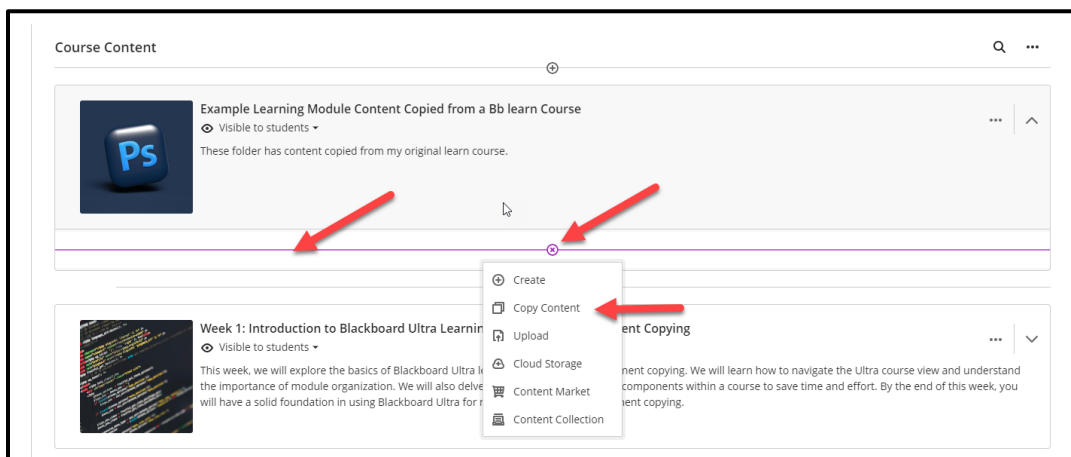 Course Content
Example Learning Module Content Copied from a Bb learn Course
Visible to students
These folder has content copied from my original learn course.
Ps
Create
Copy Content
Upload
Cloud Storage
Content Market
Content Collection
Week 1: Introduction to Blackboard Ultra Learnin ent Copying
Visible to students
This week, we will explore the basics of Blackboard Ultra le nent copying. We will learn how to navigate the Ultra course view and understand
the importance of module organization. We will also delve components within a course to save time and effort. By the end of this week, you
will have a solid foundation in using Blackboard Ultra for ent copying.